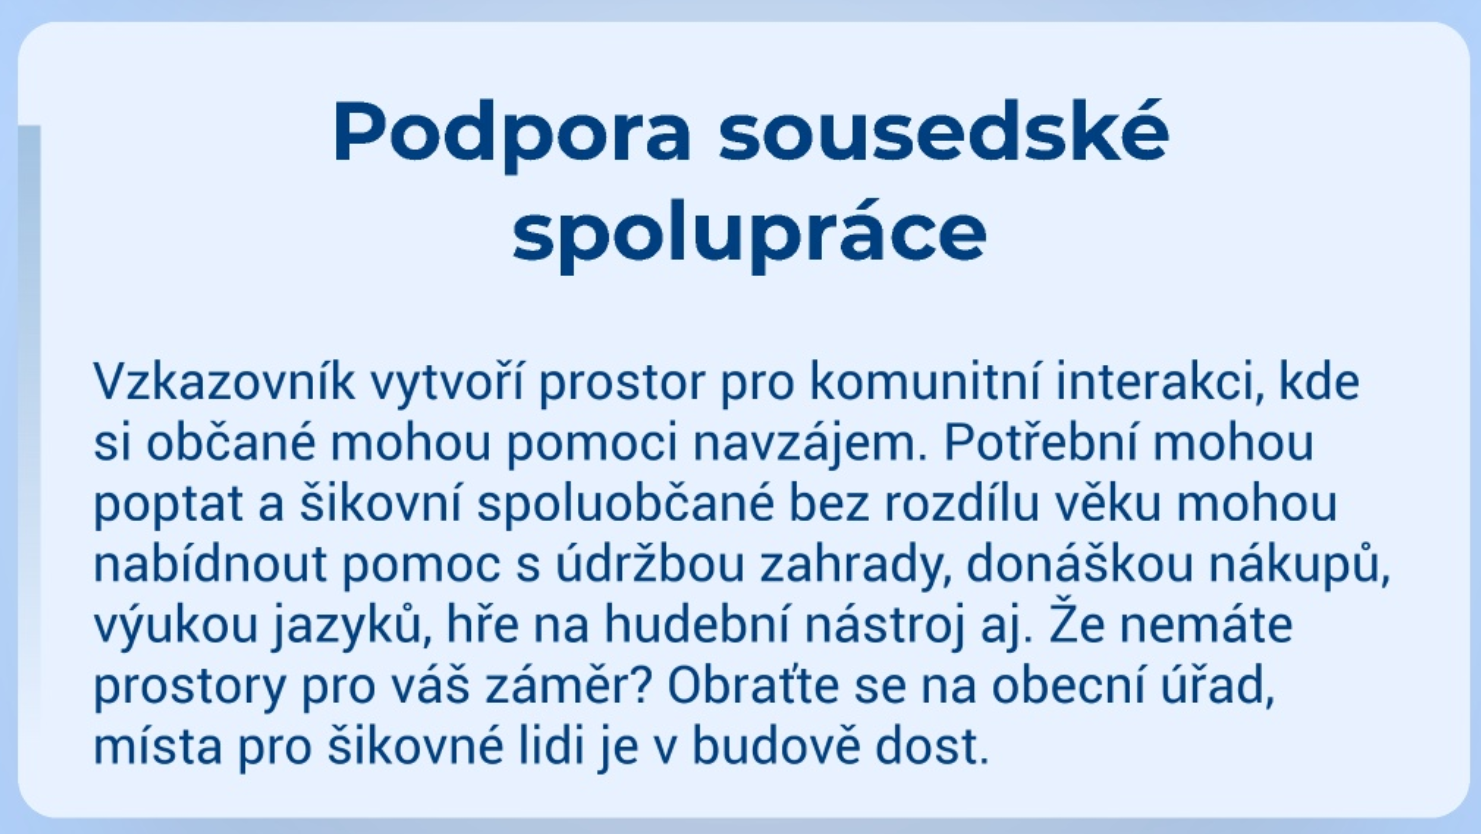 Podpora sousedské
spolupráce
Vzkazovník vytvoří prostor pro komunitní interakci, kde
si občané mohou pomoci navzájem. Potřební mohou
poptat a šikovní spoluobčané bez rozdílu věku mohou
nabídnout pomoc s údržbou zahrady, donáškou nákupů,
výukou jazyků, hře na hudební nástroj aj. Že nemáte
prostory pro váš záměr? Obraťte se na obecní úřad,
místa pro šikovné lidi je v budově dost.